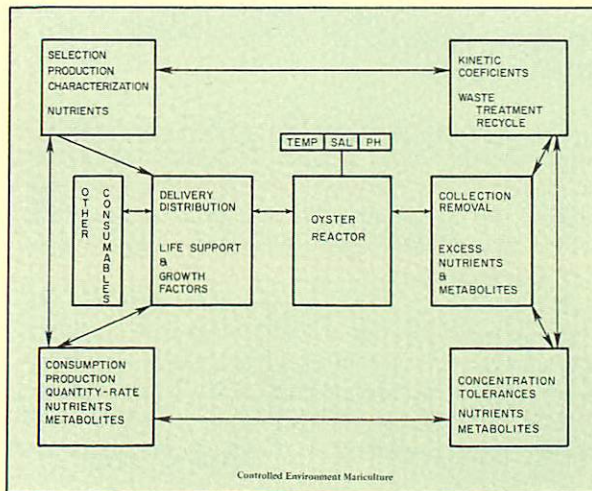 SELECTION
PRODUCTION
CHARACTERIZATION
NUTRIENTS
KINETIC
COEFICIENTS
WASTE
TREATMENT
RECYCLE
TEMP SAL PH
OTHER
CONSUMABLES
DELIVERY
DISTRIBUTION
LIFE SUPPORT
&
GROWTH
FACTORS
OYSTER
REACTOR
COLLECTION
REMOVAL
EXCESS
NUTRIENTS
&
METABOLITES
CONSUMPTION
PRODUCTION
QUANTITY-RATE
NUTRIENTS
METABOLITES
CONCENTRATION
TOLERANCES
NUTRIENTS
METABOLITES
Controlled Environment Mariculture